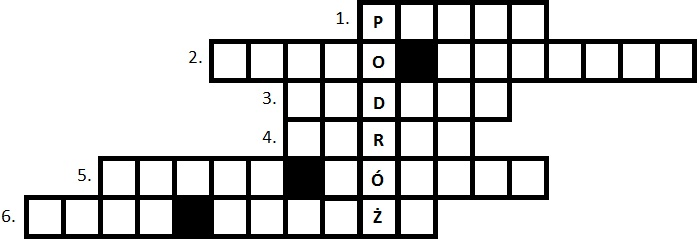 1. P
2. O
3. D
4. R
5. Ó
6. Ż